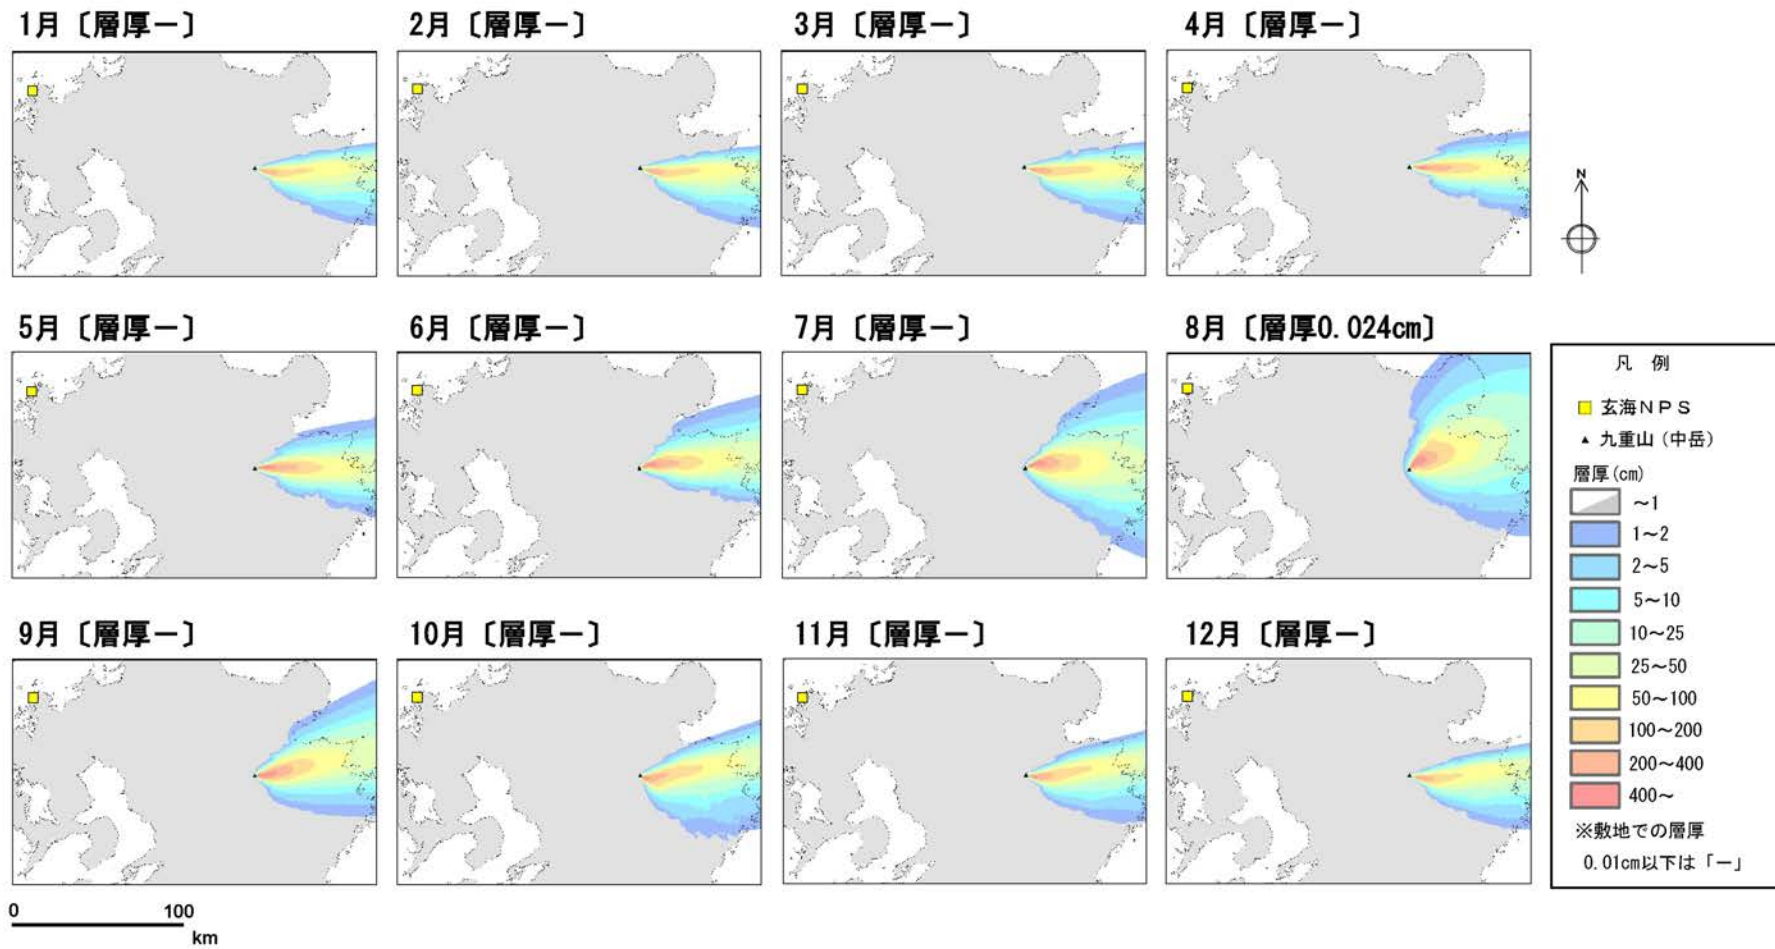 1月〔層厚－〕
2月〔層厚－〕
3月〔層厚－〕
4月〔層厚－〕
N
5月〔層厚－〕
6月〔層厚－〕
7月〔層厚－〕
8月〔層厚0.024cm〕
9月〔層厚－〕
10月〔層厚－〕
11月〔層厚－〕
12月〔層厚－〕
凡 例
玄海ＮＰＳ
九重山（中岳）
層厚(cm)
～1
1～2
2～5
5～10
10～25
25～50
50～100
100～200
200～400
400～
※敷地での層厚
0.01cm以下は「－」
0 100
km